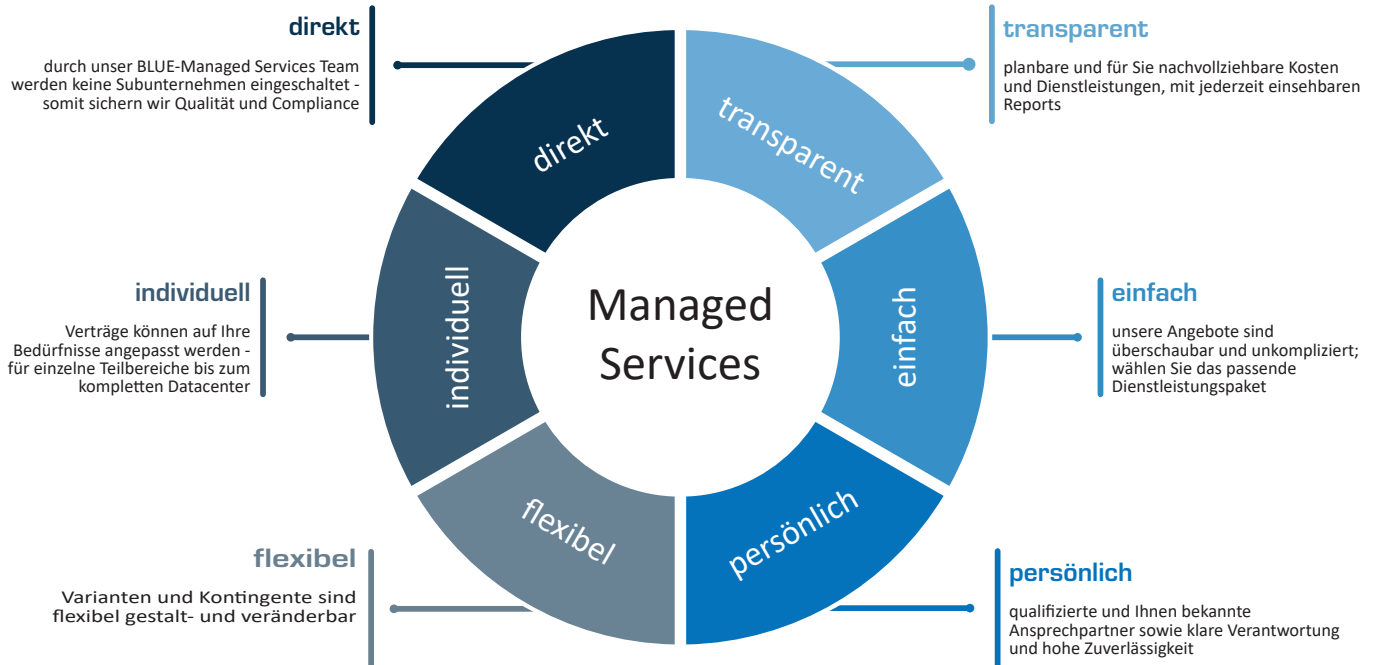 direkt
durch unser BLUE-Managed Services Team
werden keine Subunternehmen eingeschaltet -
somit sichern wir Qualität und Compliance
transparent
planbare und für Sie nachvollziehbare Kosten
und Dienstleistungen, mit jederzeit einsehbaren
Reports
direkt
transparent
individuell
Verträge können auf Ihre
Bedürfnisse angepasst werden -
für einzelne Teilbereiche bis zum
kompletten Datacenter
individuell
Managed
Services
einfach
einfach
unsere Angebote sind
überschaubar und unkompliziert;
wählen Sie das passende
Dienstleistungspaket
flexibel
persönlich
flexibel
Varianten und Kontingente sind
flexibel gestalt- und veränderbar
persönlich
qualifizierte und Ihnen bekannte
Ansprechpartner sowie klare Verantwortung
und hohe Zuverlässigkeit